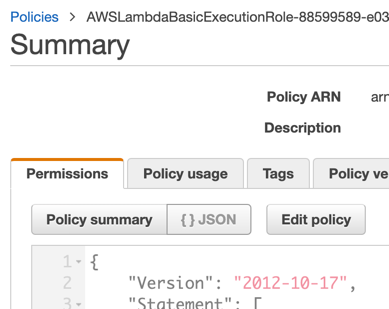 Policies > AWSLambdaBasicExecutionRole-88599589-e03
Summary
Policy ARN arn
Description
Permissions Policy usage Tags Policy ve
Policy summary { } JSON Edit policy
1 {
2 "Version": "2012-10-17",
3 "Statement": [